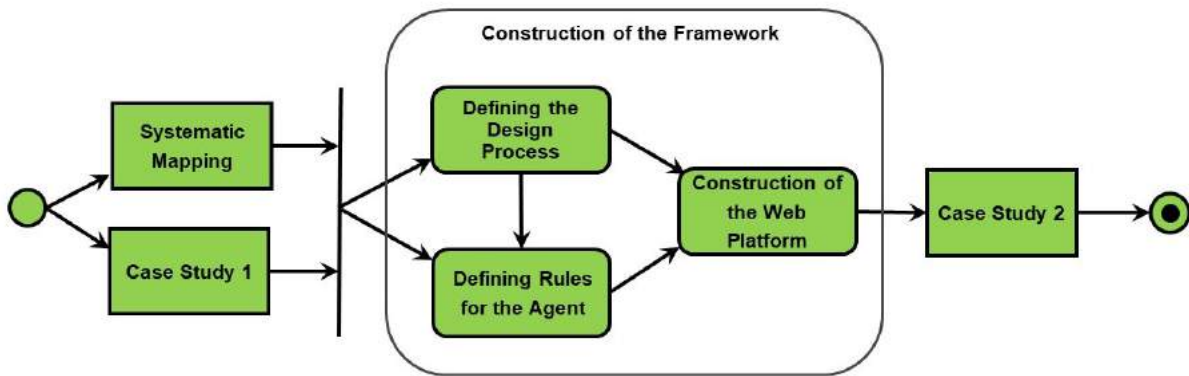 Construction of the Framework
Systematic
Mapping
Case Study 1
Defining the
Design
Process
Defining Rules
for the Agent
Construction of
the Web
Platform
Case Study 2